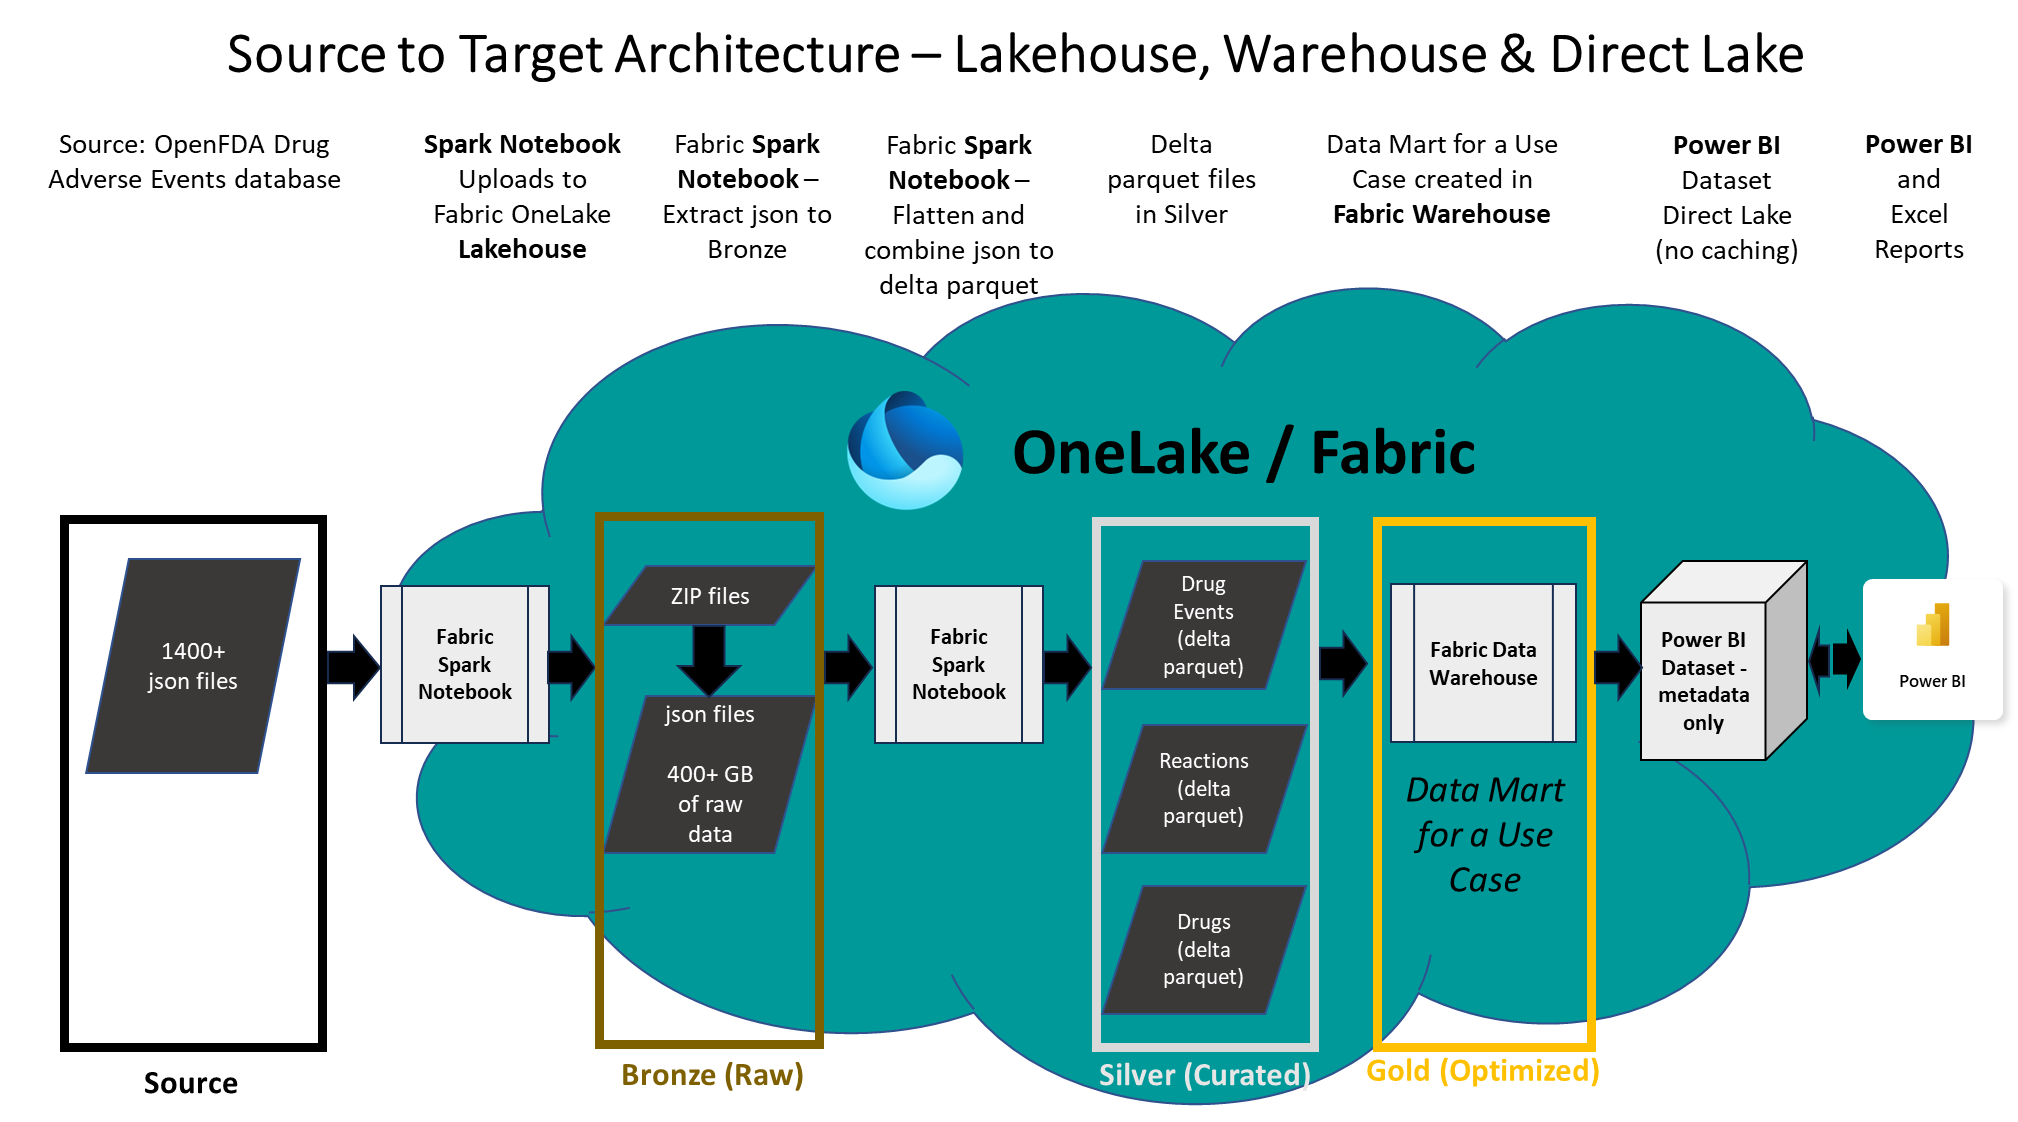 Source to Target Architecture – Lakehouse, Warehouse & Direct Lake
Source: OpenFDA Drug
Adverse Events database
Spark Notebook
Uploads to
Fabric OneLake
Lakehouse
Fabric Spark
Notebook –
Extract json to
Bronze
Fabric Spark
Notebook –
Flatten and
combine json to
delta parquet
Delta
parquet files
in Silver
Data Mart for a Use
Case created in
Fabric Warehouse
Power BI
Dataset
Direct Lake
(no caching)
Power BI
and
Excel
Reports
OneLake / Fabric
1400+
json files
Fabric
Spark
Notebook
ZIP files
json files
400+ GB
of raw
data
Fabric
Spark
Notebook
Drug
Events
(delta
parquet)
Reactions
(delta
parquet)
Drugs
(delta
parquet)
Fabric Data
Warehouse
Data Mart
for a Use
Case
Power BI
Dataset -
metadata
only
Power BI
Source
Bronze (Raw)
Silver (Curated)
Gold (Optimized)